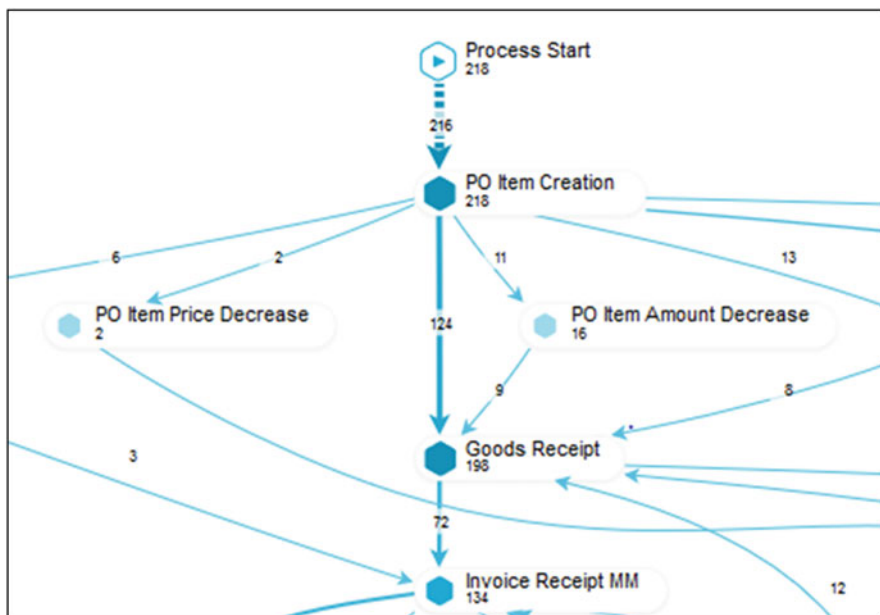 Process Start
218
216
PO Item Creation
218
6
2
11
13
PO Item Price Decrease
2
124
PO Item Amount Decrease
16
9
8
Goods Receipt
198
3
72
Invoice Receipt MM
134
12